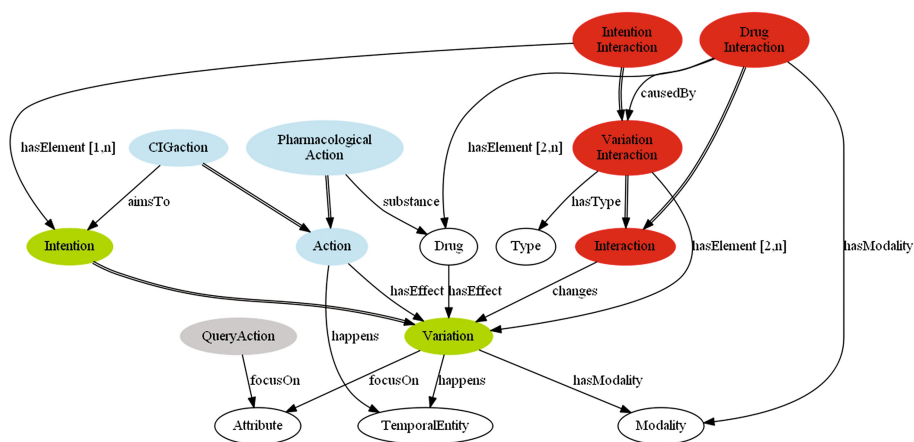 Intention
Interaction
Drug
Interaction
causedBy
hasElement [1,n]
CIGaction
Pharmacological
Action
hasElement [2,n]
Variation
Interaction
aimsTo
substance
hasType
Intention
Action
Drug
Type
Interaction
hasElement [2,n]
hasModality
hasEffect
hasEffect
changes
QueryAction
happens
Variation
focusOn
focusOn
happens
hasModality
Attribute
TemporalEntity
Modality